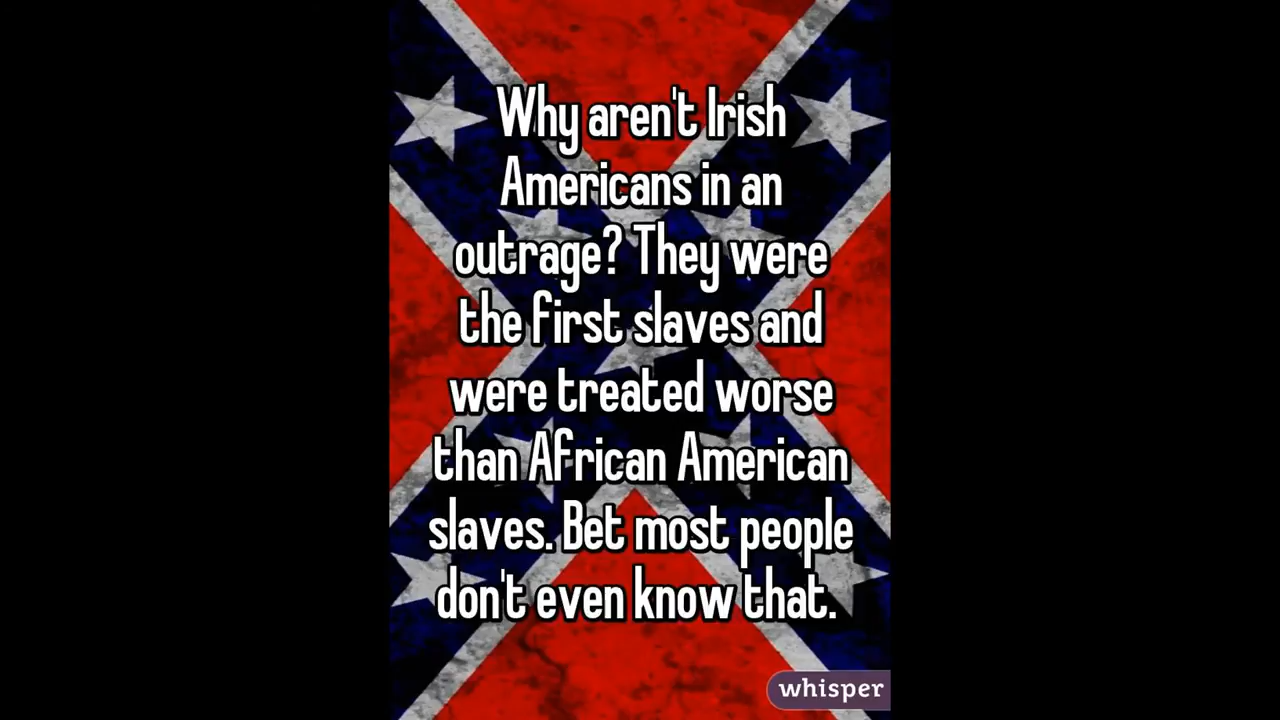 Why aren't Irish
Americans in an
outrage? They were
the first slaves and
were treated worse
than African American
slaves. Bet most people
don't even know that.
whisper